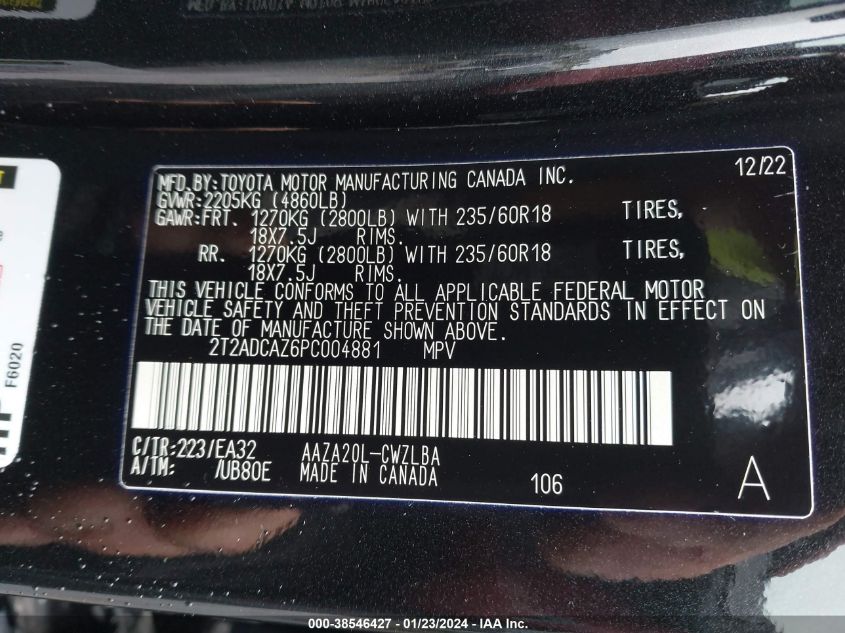 MFD.BY:TOYOTA MOTOR MANUFACTURING CANADA INC. 12/22
GVWR:2205KG (4860LB)
GAWR:FRT. 1270KG (2800LB) WITH 235/60R18 TIRES,
18X7.5J RIMS.
RR. 1270KG (2800LB) WITH 235/60R18 TIRES,
18X7.5J RIMS.
THIS VEHICLE CONFORMS TO ALL APPLICABLE FEDERAL MOTOR
VEHICLE SAFETY AND THEFT PREVENTION STANDARDS IN EFFECT ON
THE DATE OF MANUFACTURE SHOWN ABOVE.
2T2ADCAZ6PC004881 MPV
C/TR:223/EA32 AAZA20L-CWZLBA
A/TM: /UB80E MADE IN CANADA 106 A
F6020
000-38546427 - 01/23/2024 - IAA Inc.